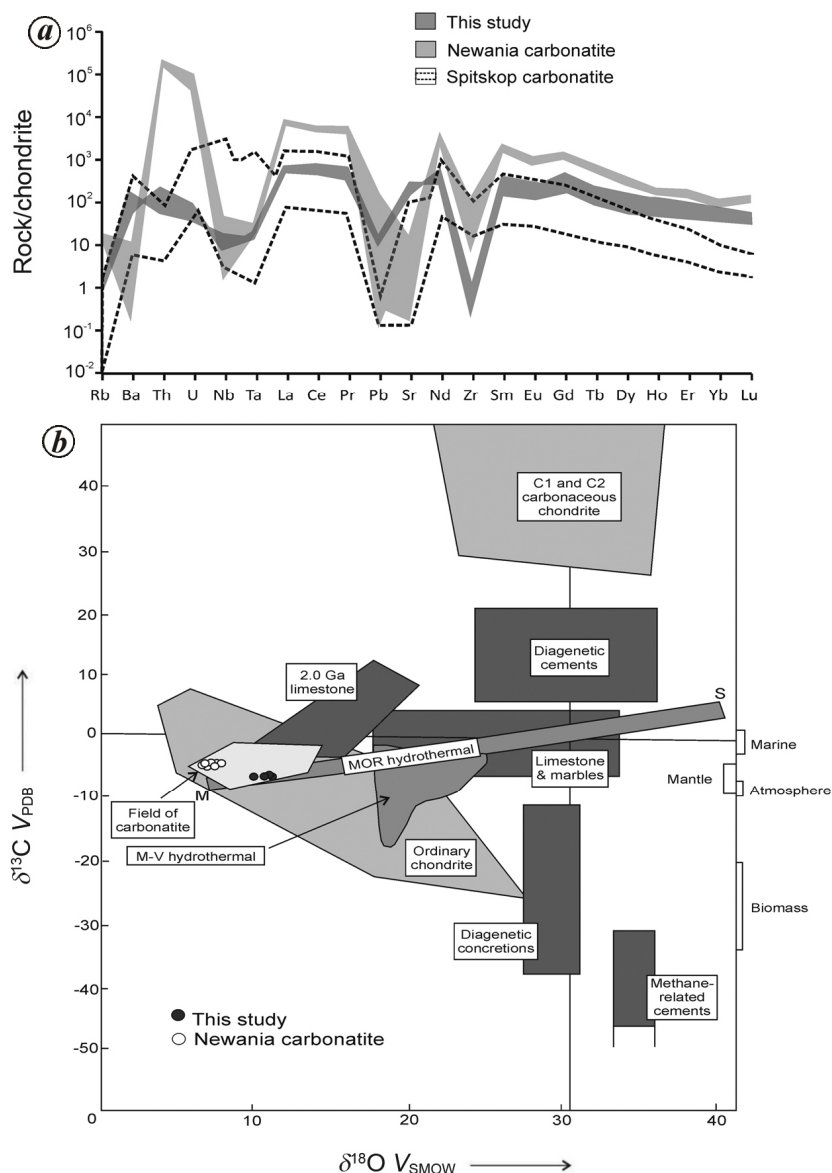 a
This study
Newania carbonatite
Spitskop carbonatite
Rock/chondrite
10^6
10^5
10^4
10^3
10^2
10
1
10^-1
10^-2
Rb Ba Th U Nb Ta La Ce Pr Pb Sr Nd Zr Sm Eu Gd Tb Dy Ho Er Yb Lu
b
C1 and C2
carbonaceous
chondrite
Diagenetic
cements
2.0 Ga
limestone
S
MOR hydrothermal
Limestone
& marbles
Marine
Mantle
Atmosphere
M
Field of
carbonatite
M-V hydrothermal
Ordinary
chondrite
Biomass
Diagenetic
concretions
Methane-
related
cements
This study
Newania carbonatite
40
30
20
10
0
-10
-20
-30
-40
-50
0 10 20 30 40
δ13C VPDB
δ18O VSMOW